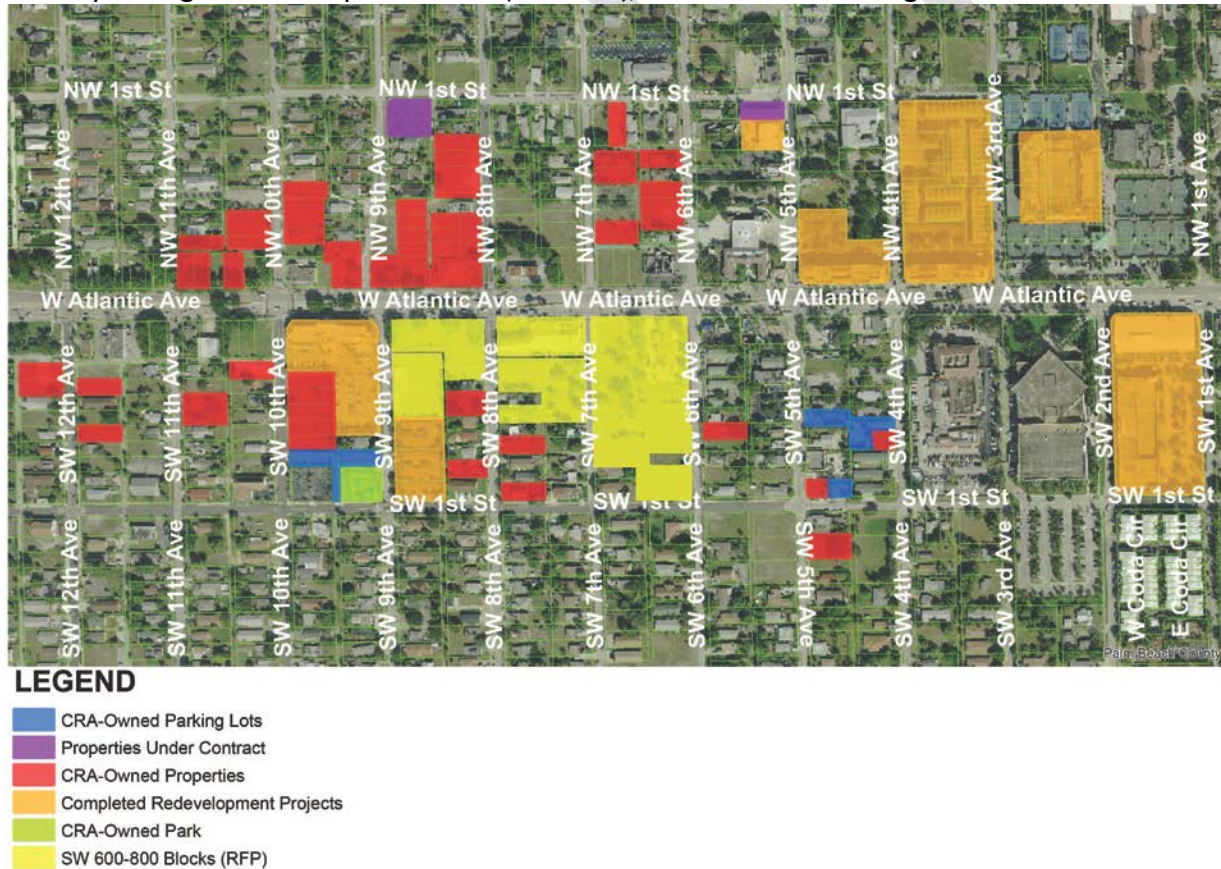 NW 1st St
NW 1st St
NW 1st St
NW 1st St
NW 12th Ave
NW 11th Ave
NW 10th Ave
NW 9th Ave
NW 8th Ave
NW 7th Ave
NW 6th Ave
NW 5th Ave
NW 4th Ave
NW 3rd Ave
NW 1st Ave
W Atlantic Ave
W Atlantic Ave
W Atlantic Ave
W Atlantic Ave
W Atlantic Ave
SW 12th Ave
SW 11th Ave
SW 10th Ave
SW 9th Ave
SW 8th Ave
SW 7th Ave
SW 6th Ave
SW 5th Ave
SW 4th Ave
SW 2nd Ave
SW 1st Ave
SW 1st St
SW 1st St
SW 1st St
SW 1st St
SW 12th Ave
SW 11th Ave
SW 10th Ave
SW 9th Ave
SW 8th Ave
SW 7th Ave
SW 6th Ave
SW 5th Ave
SW 4th Ave
SW 3rd Ave
W Coda Cir
E Coda Cir
Palm Beach County
LEGEND
CRA-Owned Parking Lots
Properties Under Contract
CRA-Owned Properties
Completed Redevelopment Projects
CRA-Owned Park
SW 600-800 Blocks (RFP)